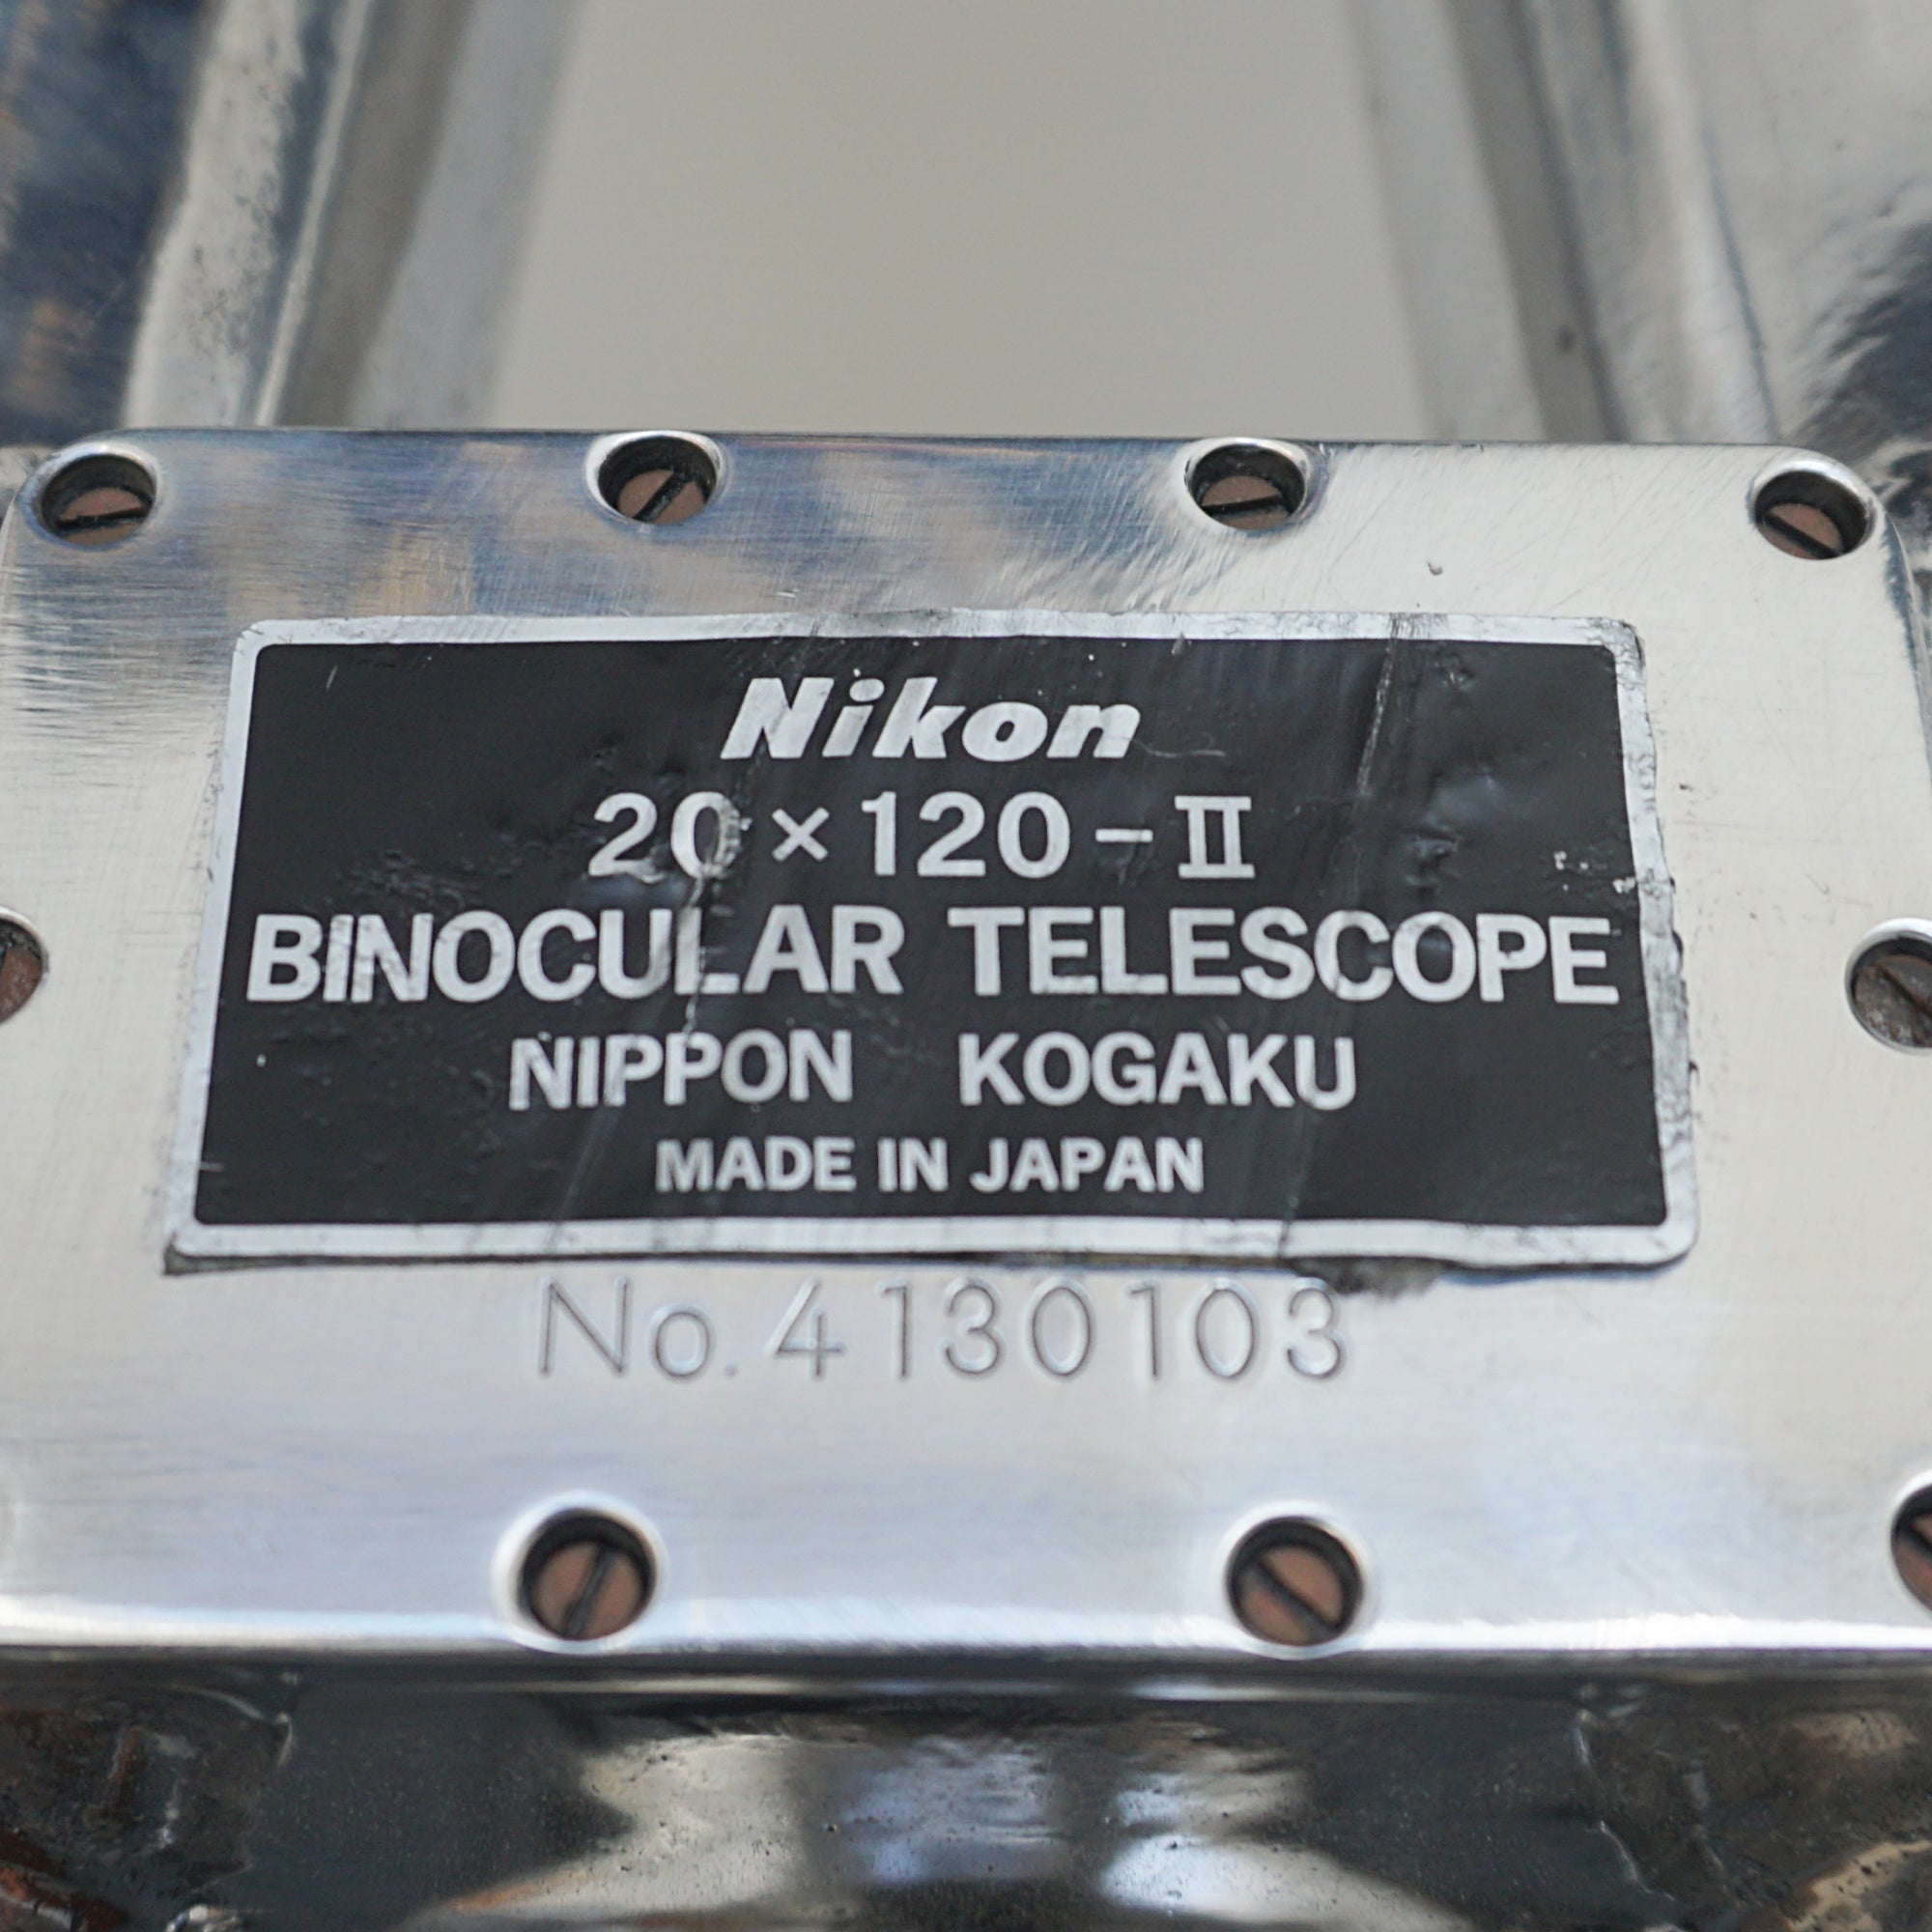 Nikon
20×120-II
BINOCULAR TELESCOPE
NIPPON KOGAKU
MADE IN JAPAN
No.4130103